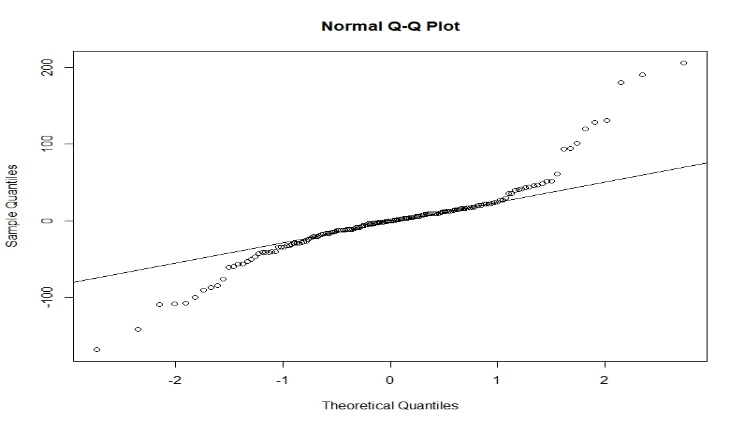 Normal Q-Q Plot
200
100
0
-100
Sample Quantiles
-2 -1 0 1 2
Theoretical Quantiles